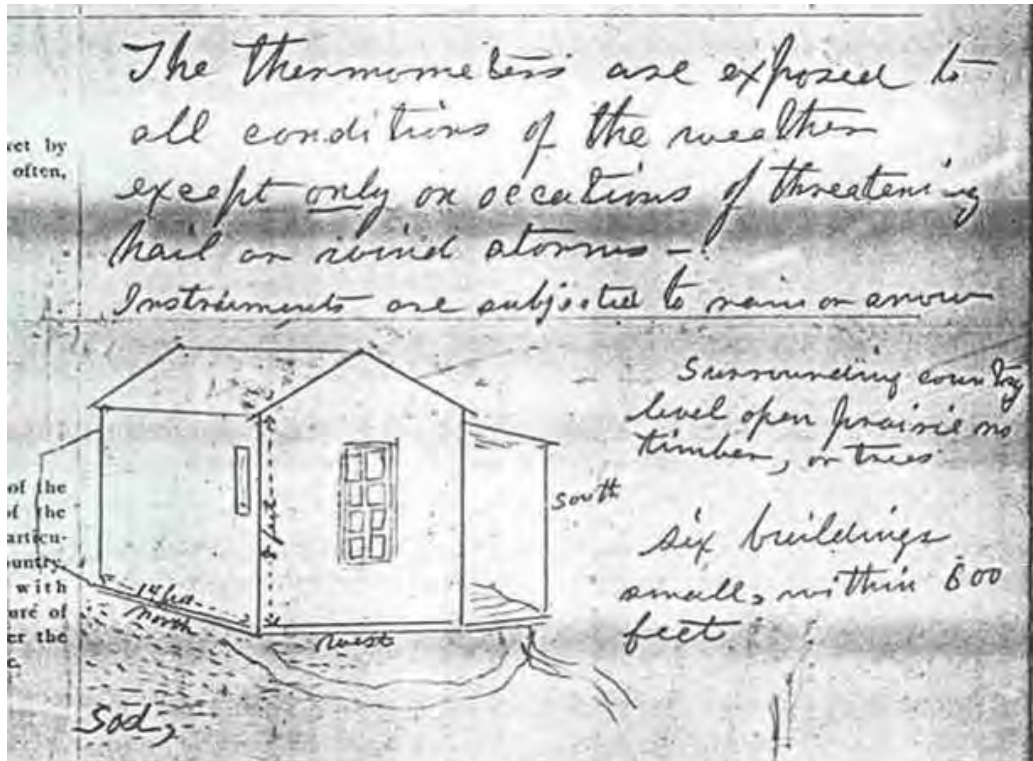 The thermometers are exposed to
all conditions of the weather
except only on occations of threatening
hail or wind storms -
Instruments are subjected to rain or snow
et by
often,
Surrounding country
level open prairie no
timber, or trees
of the
of the
articu-
ountry.
with
ure of
er the
south
six buildings
small, within 600
feet
8 feet
14 feet
north
west
Sod,